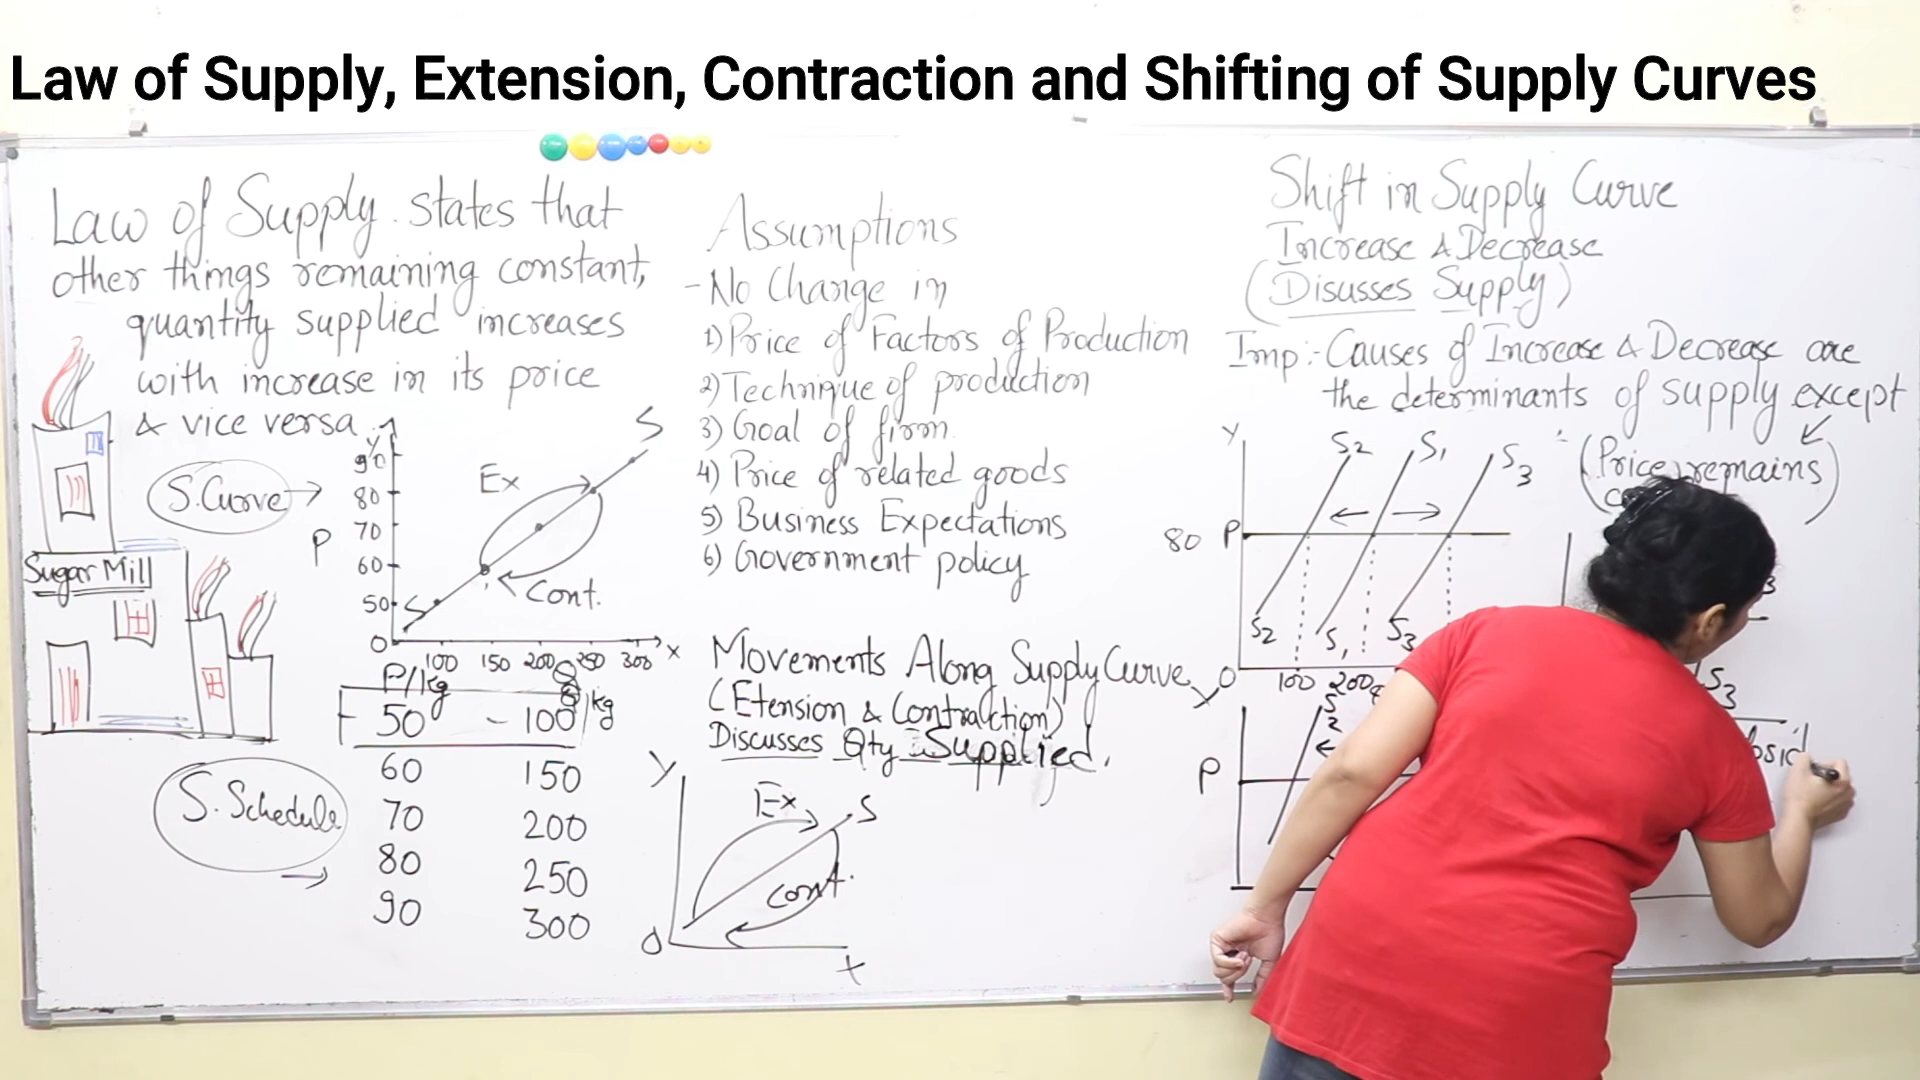 Law of Supply, Extension, Contraction and Shifting of Supply Curves
Law of Supply states that
other things remaining constant,
quantity supplied increases
with increase in its price
& vice versa
S.Curve
Sugar Mill
Y
P
90
80
70
60
50
O
S
S
Ex
Cont.
100 150 200 250 300 X
P/kg
50 - 100
kg
60 150
70 200
80 250
90 300
S.Schedule
Assumptions
- No Change in
1) Price of Factors of Production
2) Technique of production
3) Goal of firm
4) Price of related goods
5) Business Expectations
6) Government policy
Movements Along Supply Curve
(Etension & Contraction)
Discusses Qty Supplied.
Y
Ex
S
Cont.
O
X
Shift in Supply Curve
Increase & Decrease
(Disusses Supply)
Imp:- Causes of Increase & Decrease are
the determinants of supply except
(Price remains
Y
S2 S1 S3
80 P
S2 S1 S3
O 100 200
Y
S2
P
S3